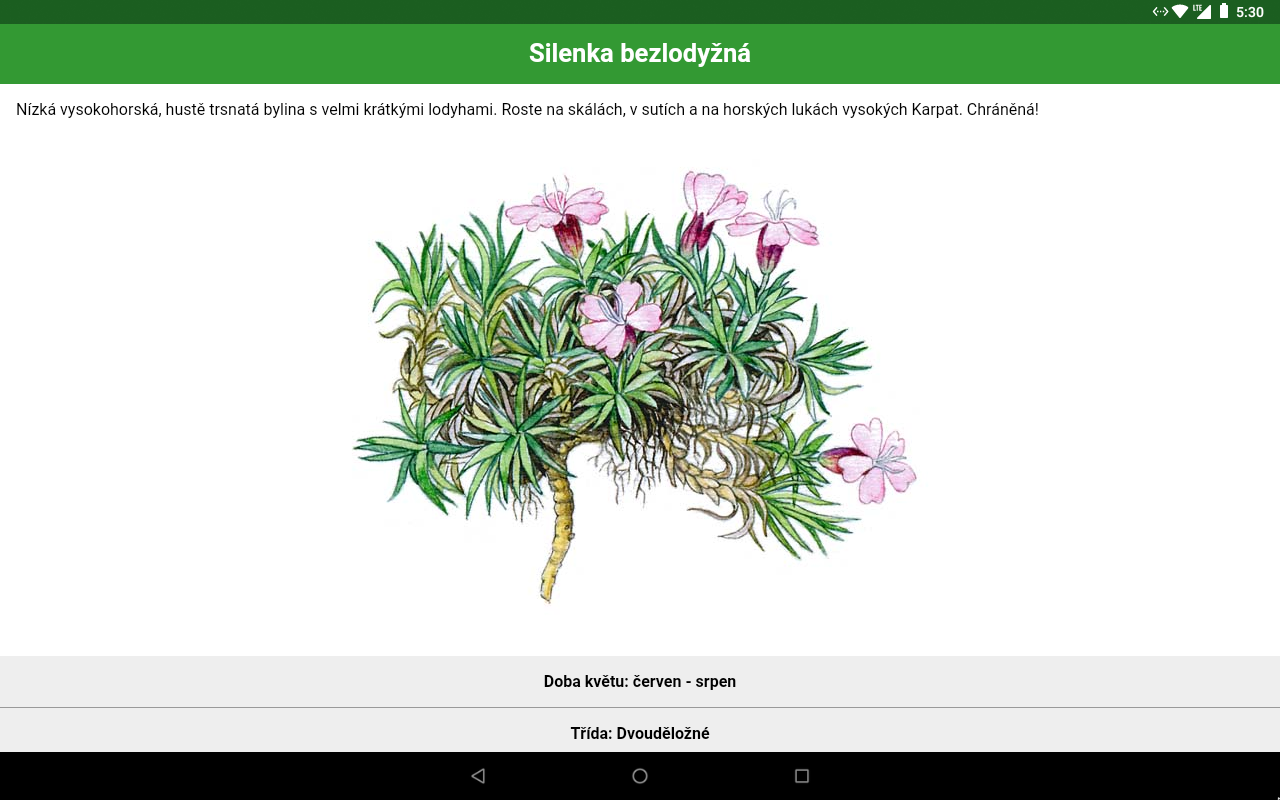 LTE 5:30
Silenka bezlodyžná
Nízká vysokohorská, hustě trsnatá bylina s velmi krátkými lodyhami. Roste na skálách, v sutích a na horských lukách vysokých Karpat. Chráněná!
Doba květu: červen - srpen
Třída: Dvouděložné